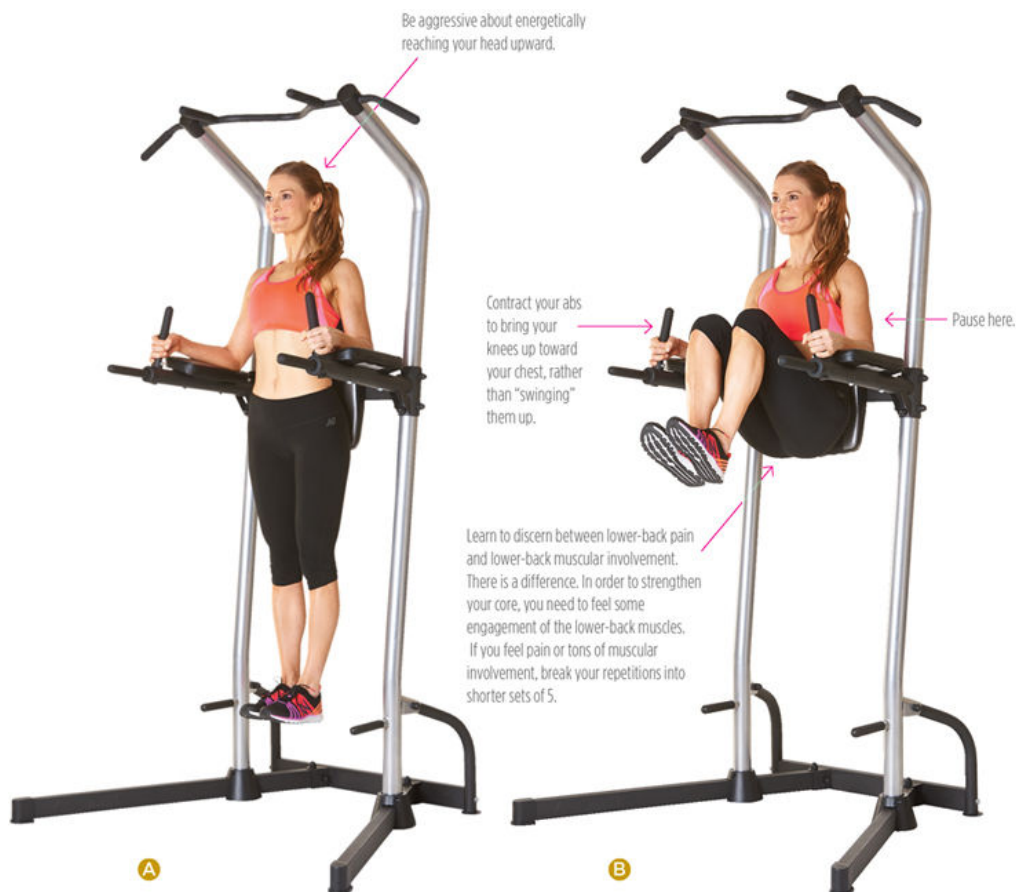 Be aggressive about energetically
reaching your head upward.
Contract your abs
to bring your
knees up toward
your chest, rather
than “swinging”
them up.
Pause here.
Learn to discern between lower-back pain
and lower-back muscular involvement.
There is a difference. In order to strengthen
your core, you need to feel some
engagement of the lower-back muscles.
If you feel pain or tons of muscular
involvement, break your repetitions into
shorter sets of 5.
A
B